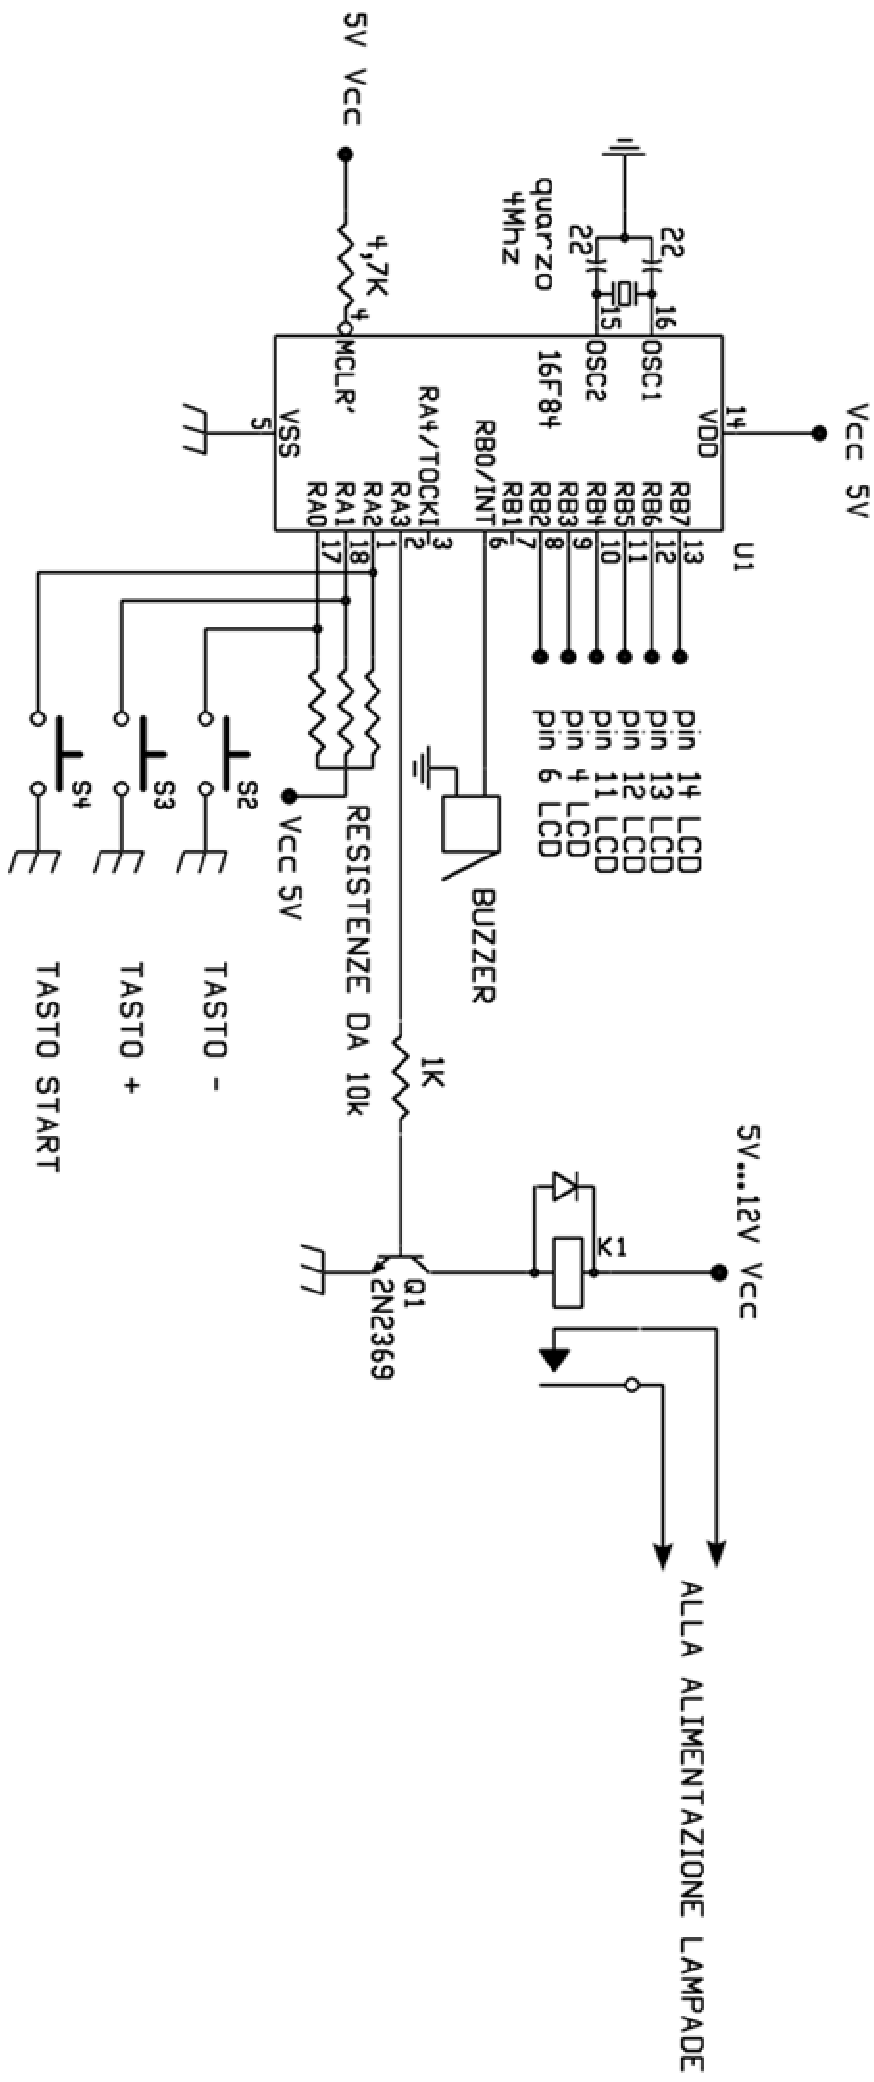 5V Vcc
4,7K
4
MCLR'
quarzo
4Mhz
22
22
15
16
OSC2
OSC1
16F84
14
VDD
Vcc 5V
5
VSS
U1
RA4/TOCKI
3
RB0/INT
6
RB1
7
RB2
8
RB3
9
RB4
10
RB5
11
RB6
12
RB7
13
RA0
17
RA1
18
RA2
1
RA3
2
pin 14 LCD
pin 13 LCD
pin 12 LCD
pin 11 LCD
pin 4 LCD
pin 6 LCD
BUZZER
RESISTENZE DA 10k
Vcc 5V
S2
S3
S4
TASTO -
TASTO +
TASTO START
1K
Q1
2N2369
K1
5V...12V Vcc
ALLA ALIMENTAZIONE LAMPADE